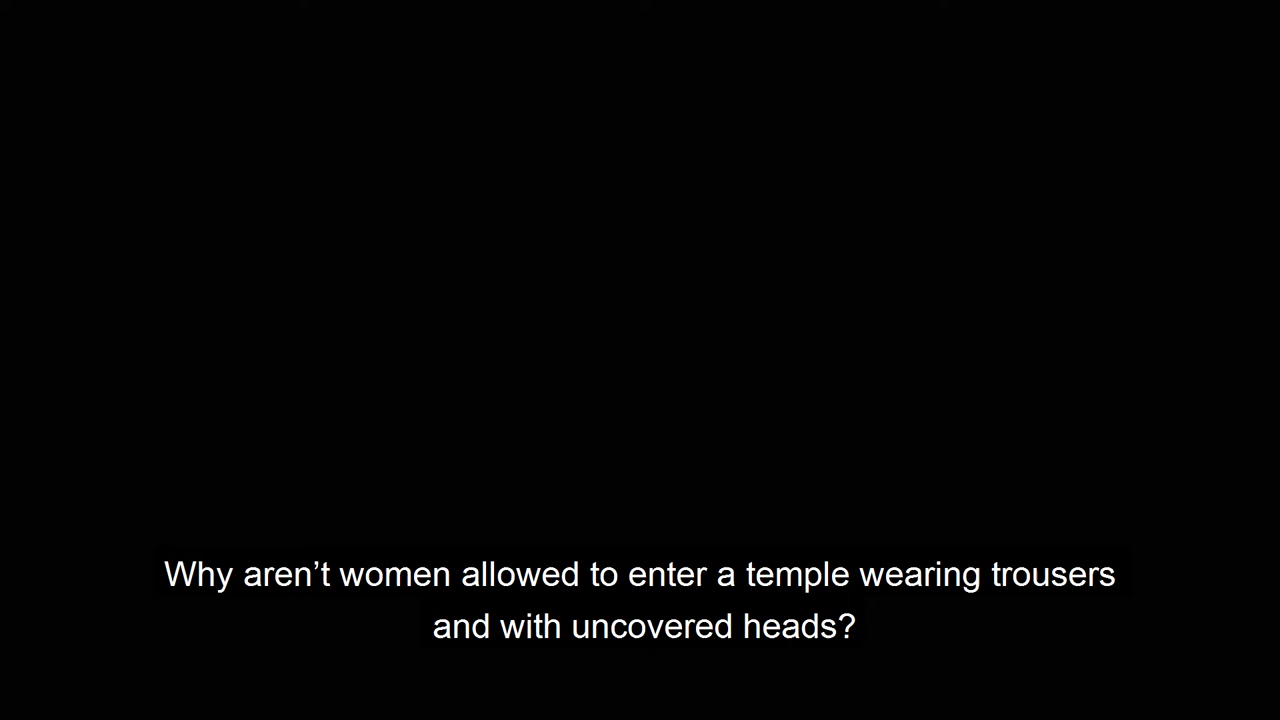 Why aren’t women allowed to enter a temple wearing trousers
and with uncovered heads?